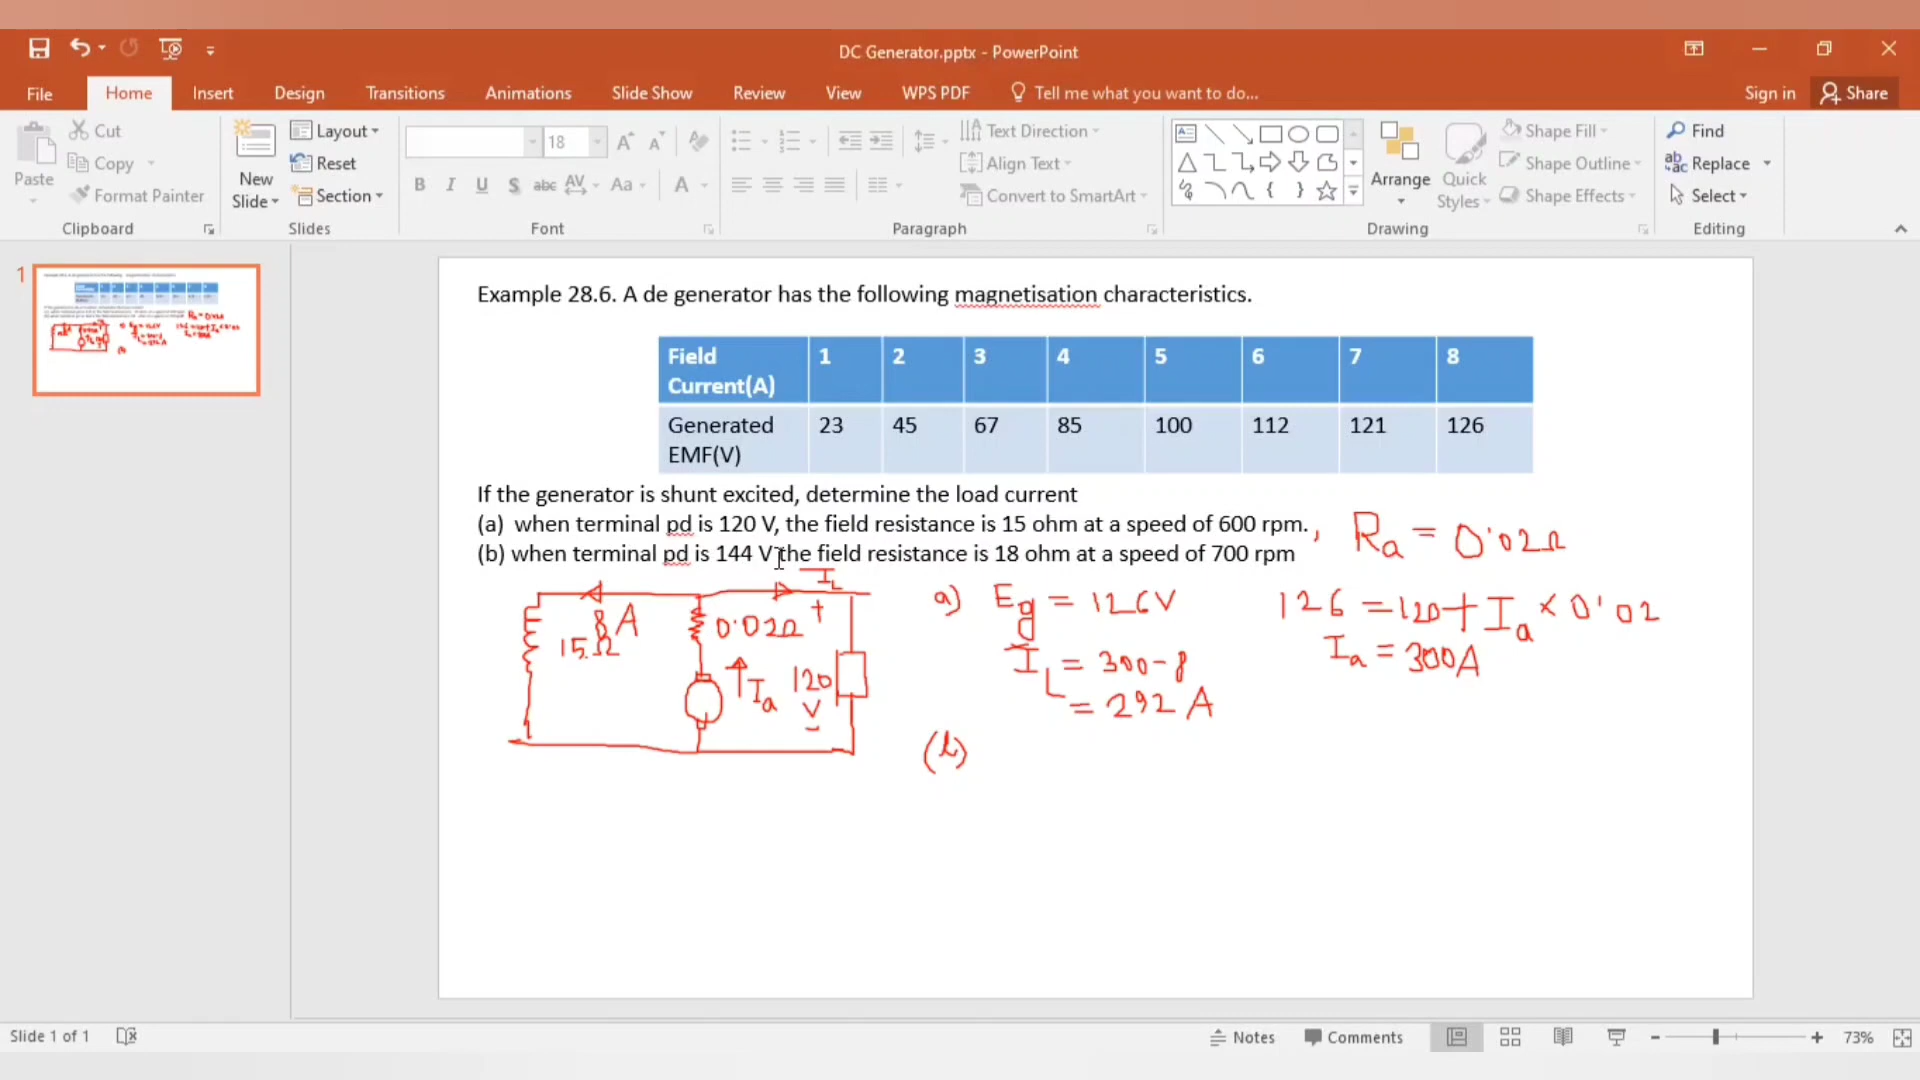 DC Generator.pptx - PowerPoint
File Home Insert Design Transitions Animations Slide Show Review View WPS PDF Tell me what you want to do... Sign in Share
Paste Cut Copy Format Painter
Clipboard
New Slide Layout Reset Section
Slides
18
B I U S abc AV Aa A
Font
Text Direction Align Text Convert to SmartArt
Paragraph
Arrange Quick Styles Shape Fill Shape Outline Shape Effects
Drawing
Find Replace Select
Editing
1
Example 28.6. A de generator has the following magnetisation characteristics.
Field Current(A) 1 2 3 4 5 6 7 8
Generated EMF(V) 23 45 67 85 100 112 121 126
If the generator is shunt excited, determine the load current
(a) when terminal pd is 120 V, the field resistance is 15 ohm at a speed of 600 rpm. , Ra = 0.02Ω
(b) when terminal pd is 144 V the field resistance is 18 ohm at a speed of 700 rpm
IL
8A
15Ω
0.02Ω
+
Ia
120
V
-
a) Eg = 126V
126 = 120 + Ia × 0.02
Ia = 300A
IL = 300-8
= 292 A
(b)
Slide 1 of 1
Notes Comments 73%